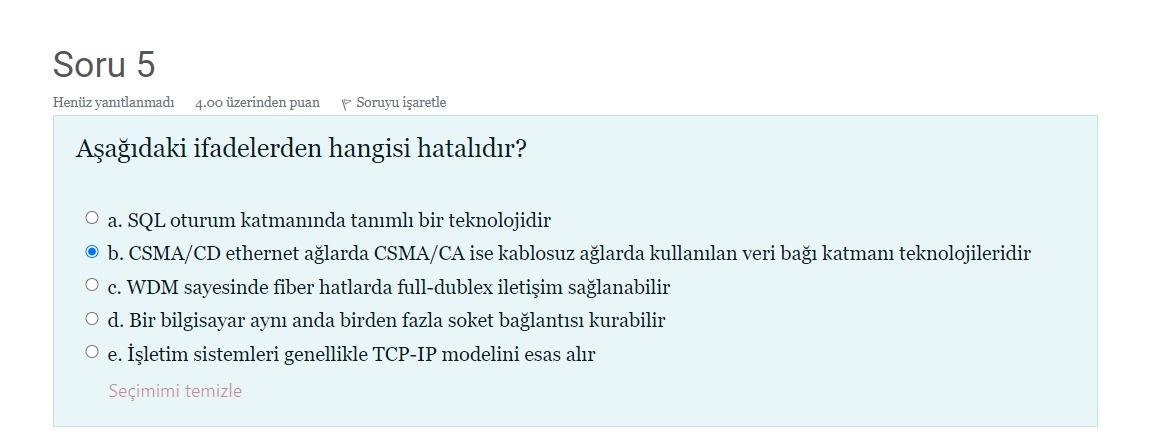 Soru 5
Henüz yanıtlanmadı 4.00 üzerinden puan Soruyu işaretle
Aşağıdaki ifadelerden hangisi hatalıdır?
a. SQL oturum katmanında tanımlı bir teknolojidir
b. CSMA/CD ethernet ağlarda CSMA/CA ise kablosuz ağlarda kullanılan veri bağı katmanı teknolojileridir
c. WDM sayesinde fiber hatlarda full-dublex iletişim sağlanabilir
d. Bir bilgisayar aynı anda birden fazla soket bağlantısı kurabilir
e. İşletim sistemleri genellikle TCP-IP modelini esas alır
Seçimimi temizle